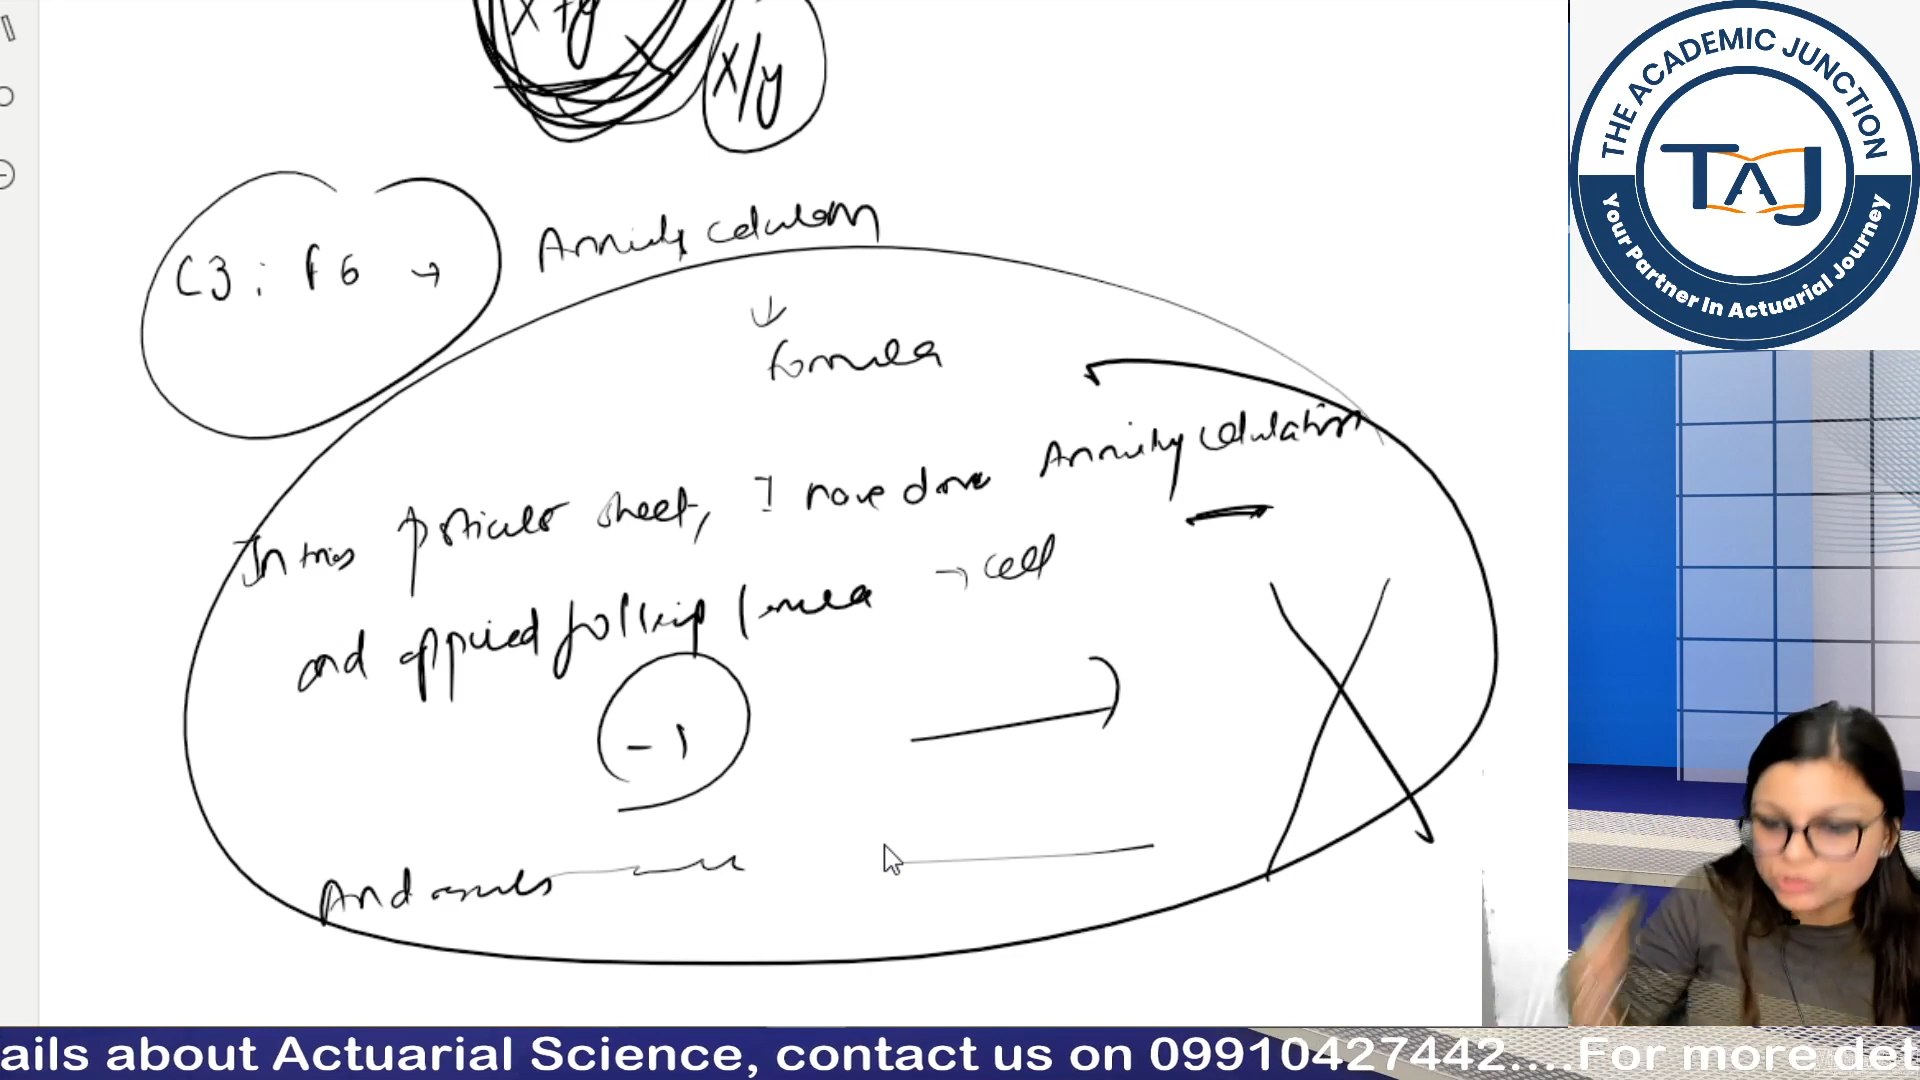 x + y
x/y
C3 : F6 → Annuity calculation
↓
formula
In this particular sheet, I have done Annuity calculation
and applied following formula → cell
- 1
And
THE ACADEMIC JUNCTION
TAJ
Your Partner In Actuarial Journey
ails about Actuarial Science, contact us on 09910427442....For more det